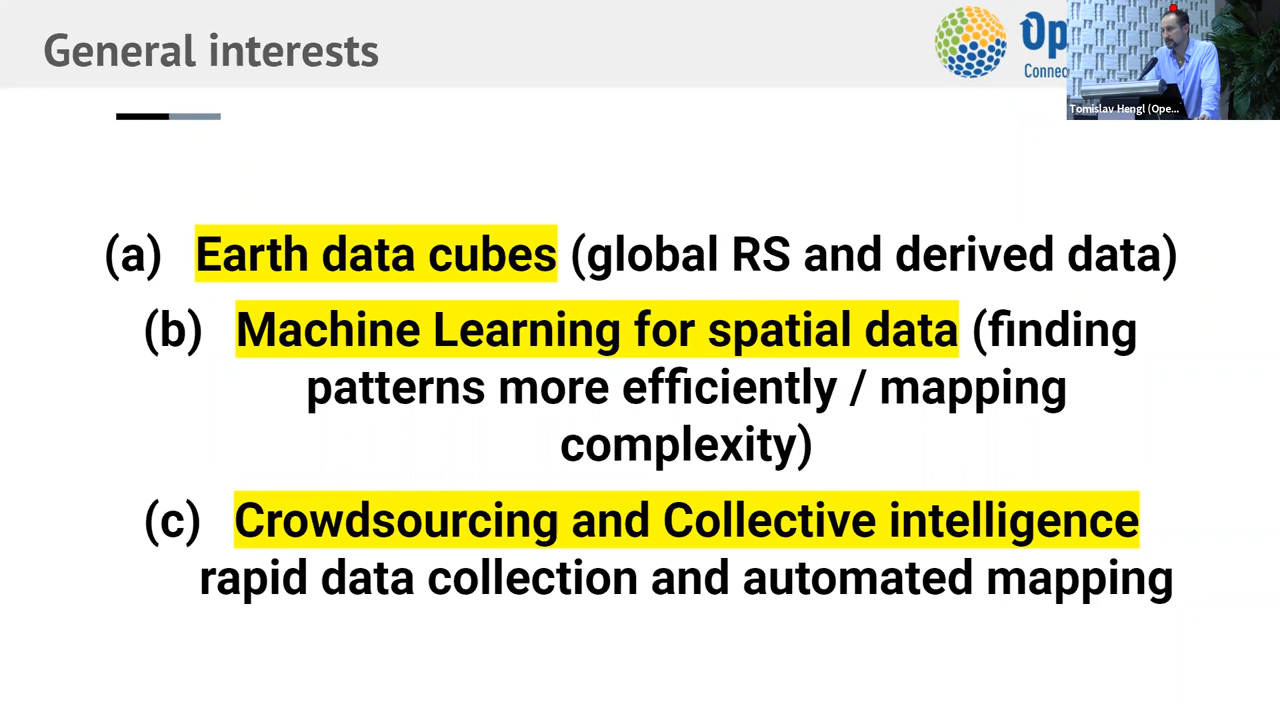 General interests
Op
Connec
Tomislav Hengl (Ope...
(a) Earth data cubes (global RS and derived data)
(b) Machine Learning for spatial data (finding
patterns more efficiently / mapping
complexity)
(c) Crowdsourcing and Collective intelligence
rapid data collection and automated mapping